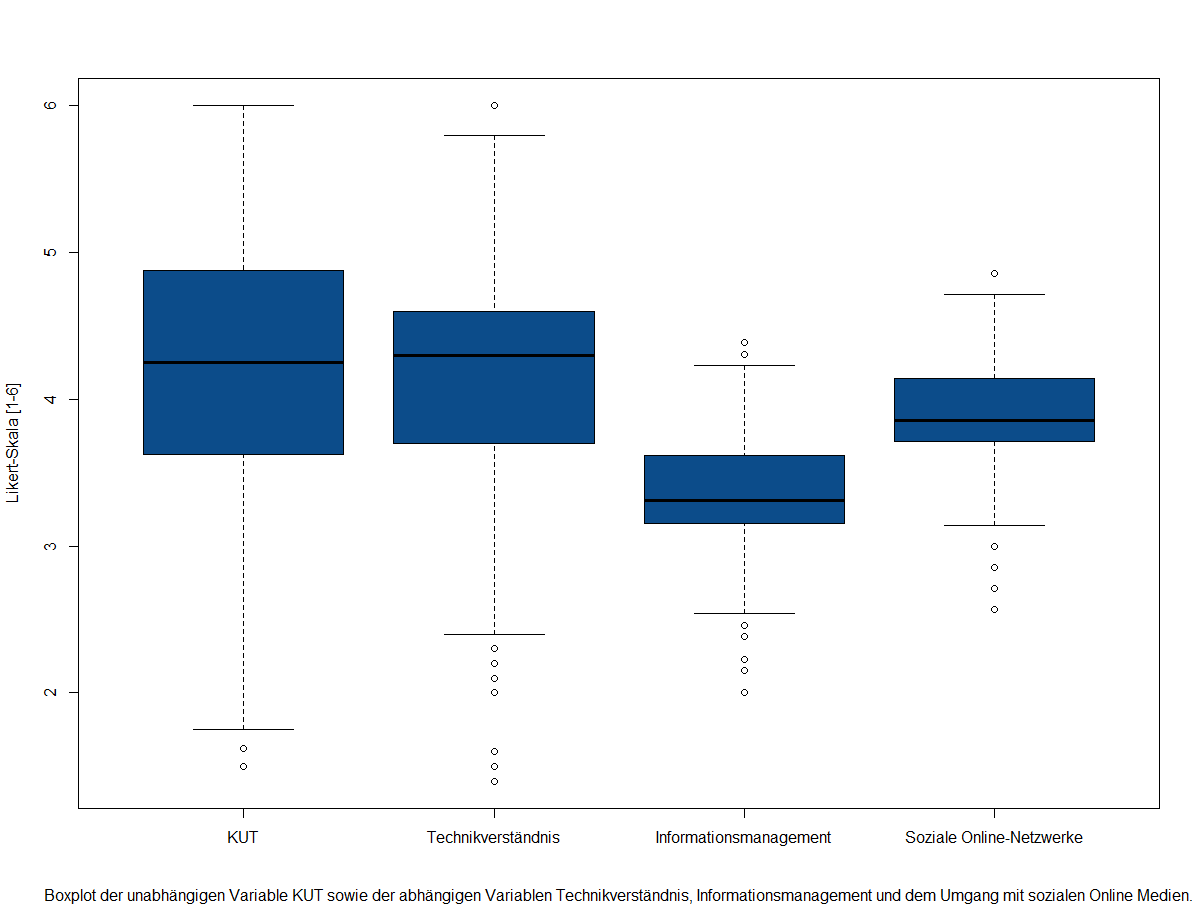 6
5
4
3
2
Likert-Skala [1-6]
KUT
Technikverständnis
Informationsmanagement
Soziale Online-Netzwerke
Boxplot der unabhängigen Variable KUT sowie der abhängigen Variablen Technikverständnis, Informationsmanagement und dem Umgang mit sozialen Online Medien.